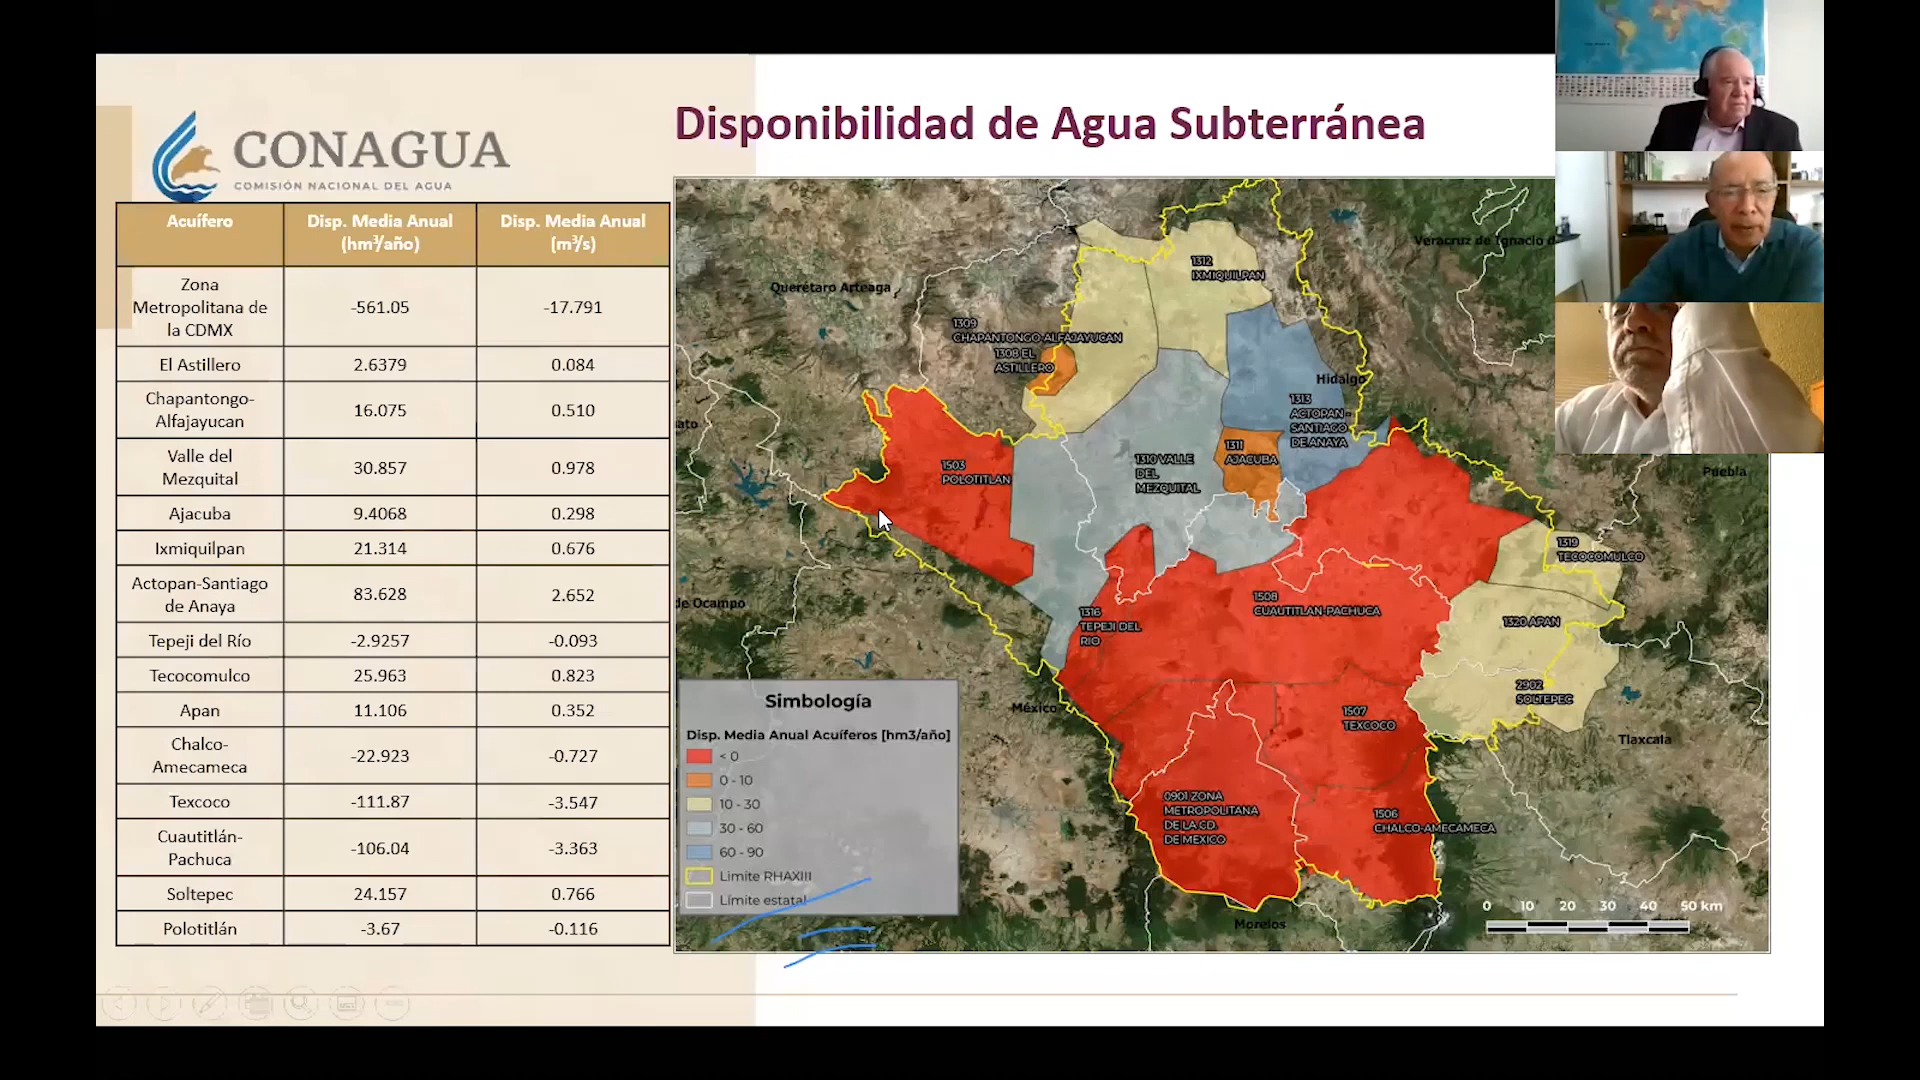 CONAGUA
COMISIÓN NACIONAL DEL AGUA
Disponibilidad de Agua Subterránea
Acuífero Disp. Media Anual Disp. Media Anual
(hm³/año) (m³/s)
Zona
Metropolitana de -561.05 -17.791
la CDMX
El Astillero 2.6379 0.084
Chapantongo-
Alfajayucan 16.075 0.510
Valle del
Mezquital 30.857 0.978
Ajacuba 9.4068 0.298
Ixmiquilpan 21.314 0.676
Actopan-Santiago
de Anaya 83.628 2.652
Tepeji del Río -2.9257 -0.093
Tecocomulco 25.963 0.823
Apan 11.106 0.352
Chalco-
Amecameca -22.923 -0.727
Texcoco -111.87 -3.547
Cuautitlán-
Pachuca -106.04 -3.363
Soltepec 24.157 0.766
Polotitlán -3.67 -0.116
Veracruz de Ignacio d
1312
IXMIQUILPAN
Querétaro Arteaga
1309
CHAPANTONGO-ALFAJAYUCAN
1308 EL
ASTILLERO
Hidalgo
1313
ACTOPAN -
SANTIAGO
DE ANAYA
ato
1311
AJACUBA
1310 VALLE
DEL
MEZQUITAL
1503
POLOTITLAN
Puebla
1319
TECOCOMULCO
de Ocampo
1508
CUAUTITLAN-PACHUCA
1316
TEPEJI DEL
RIO
1320 APAN
2902
SOLTEPEC
México
1507
TEXCOCO
Tlaxcala
0901 ZONA
METROPOLITANA
DE LA CD.
DE MEXICO
1506
CHALCO-AMECAMECA
Morelos
Simbología
Disp. Media Anual Acuíferos [hm3/año]
< 0
0 - 10
10 - 30
30 - 60
60 - 90
Limite RHAXIII
Límite estatal
0 10 20 30 40 50 km